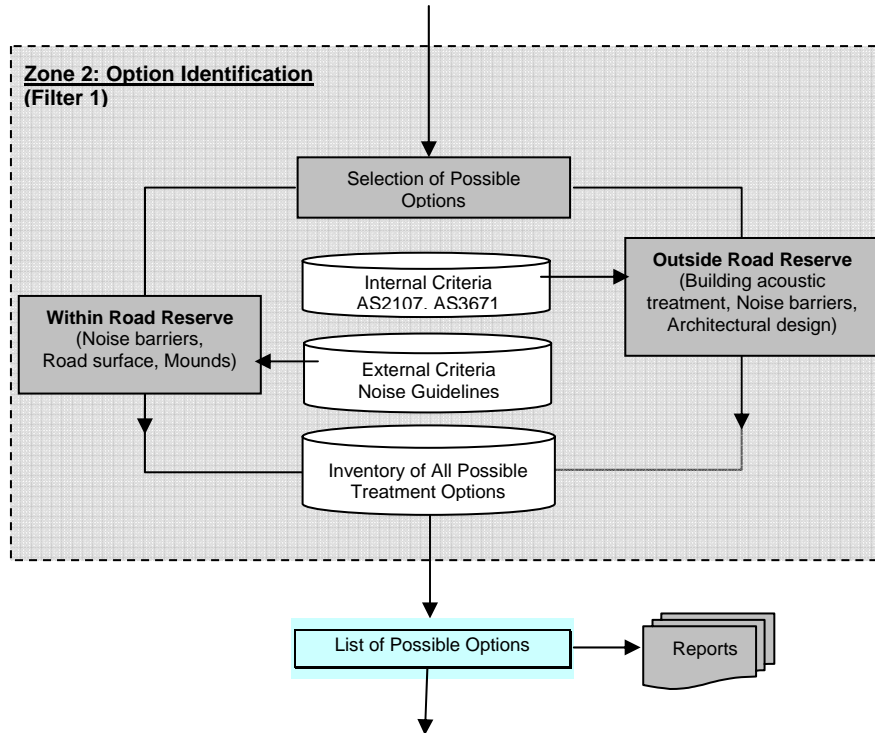 Zone 2: Option Identification
(Filter 1)
Selection of Possible
Options
Internal Criteria
AS2107, AS3671
Outside Road Reserve
(Building acoustic
treatment, Noise barriers,
Architectural design)
Within Road Reserve
(Noise barriers,
Road surface, Mounds)
External Criteria
Noise Guidelines
Inventory of All Possible
Treatment Options
List of Possible Options
Reports